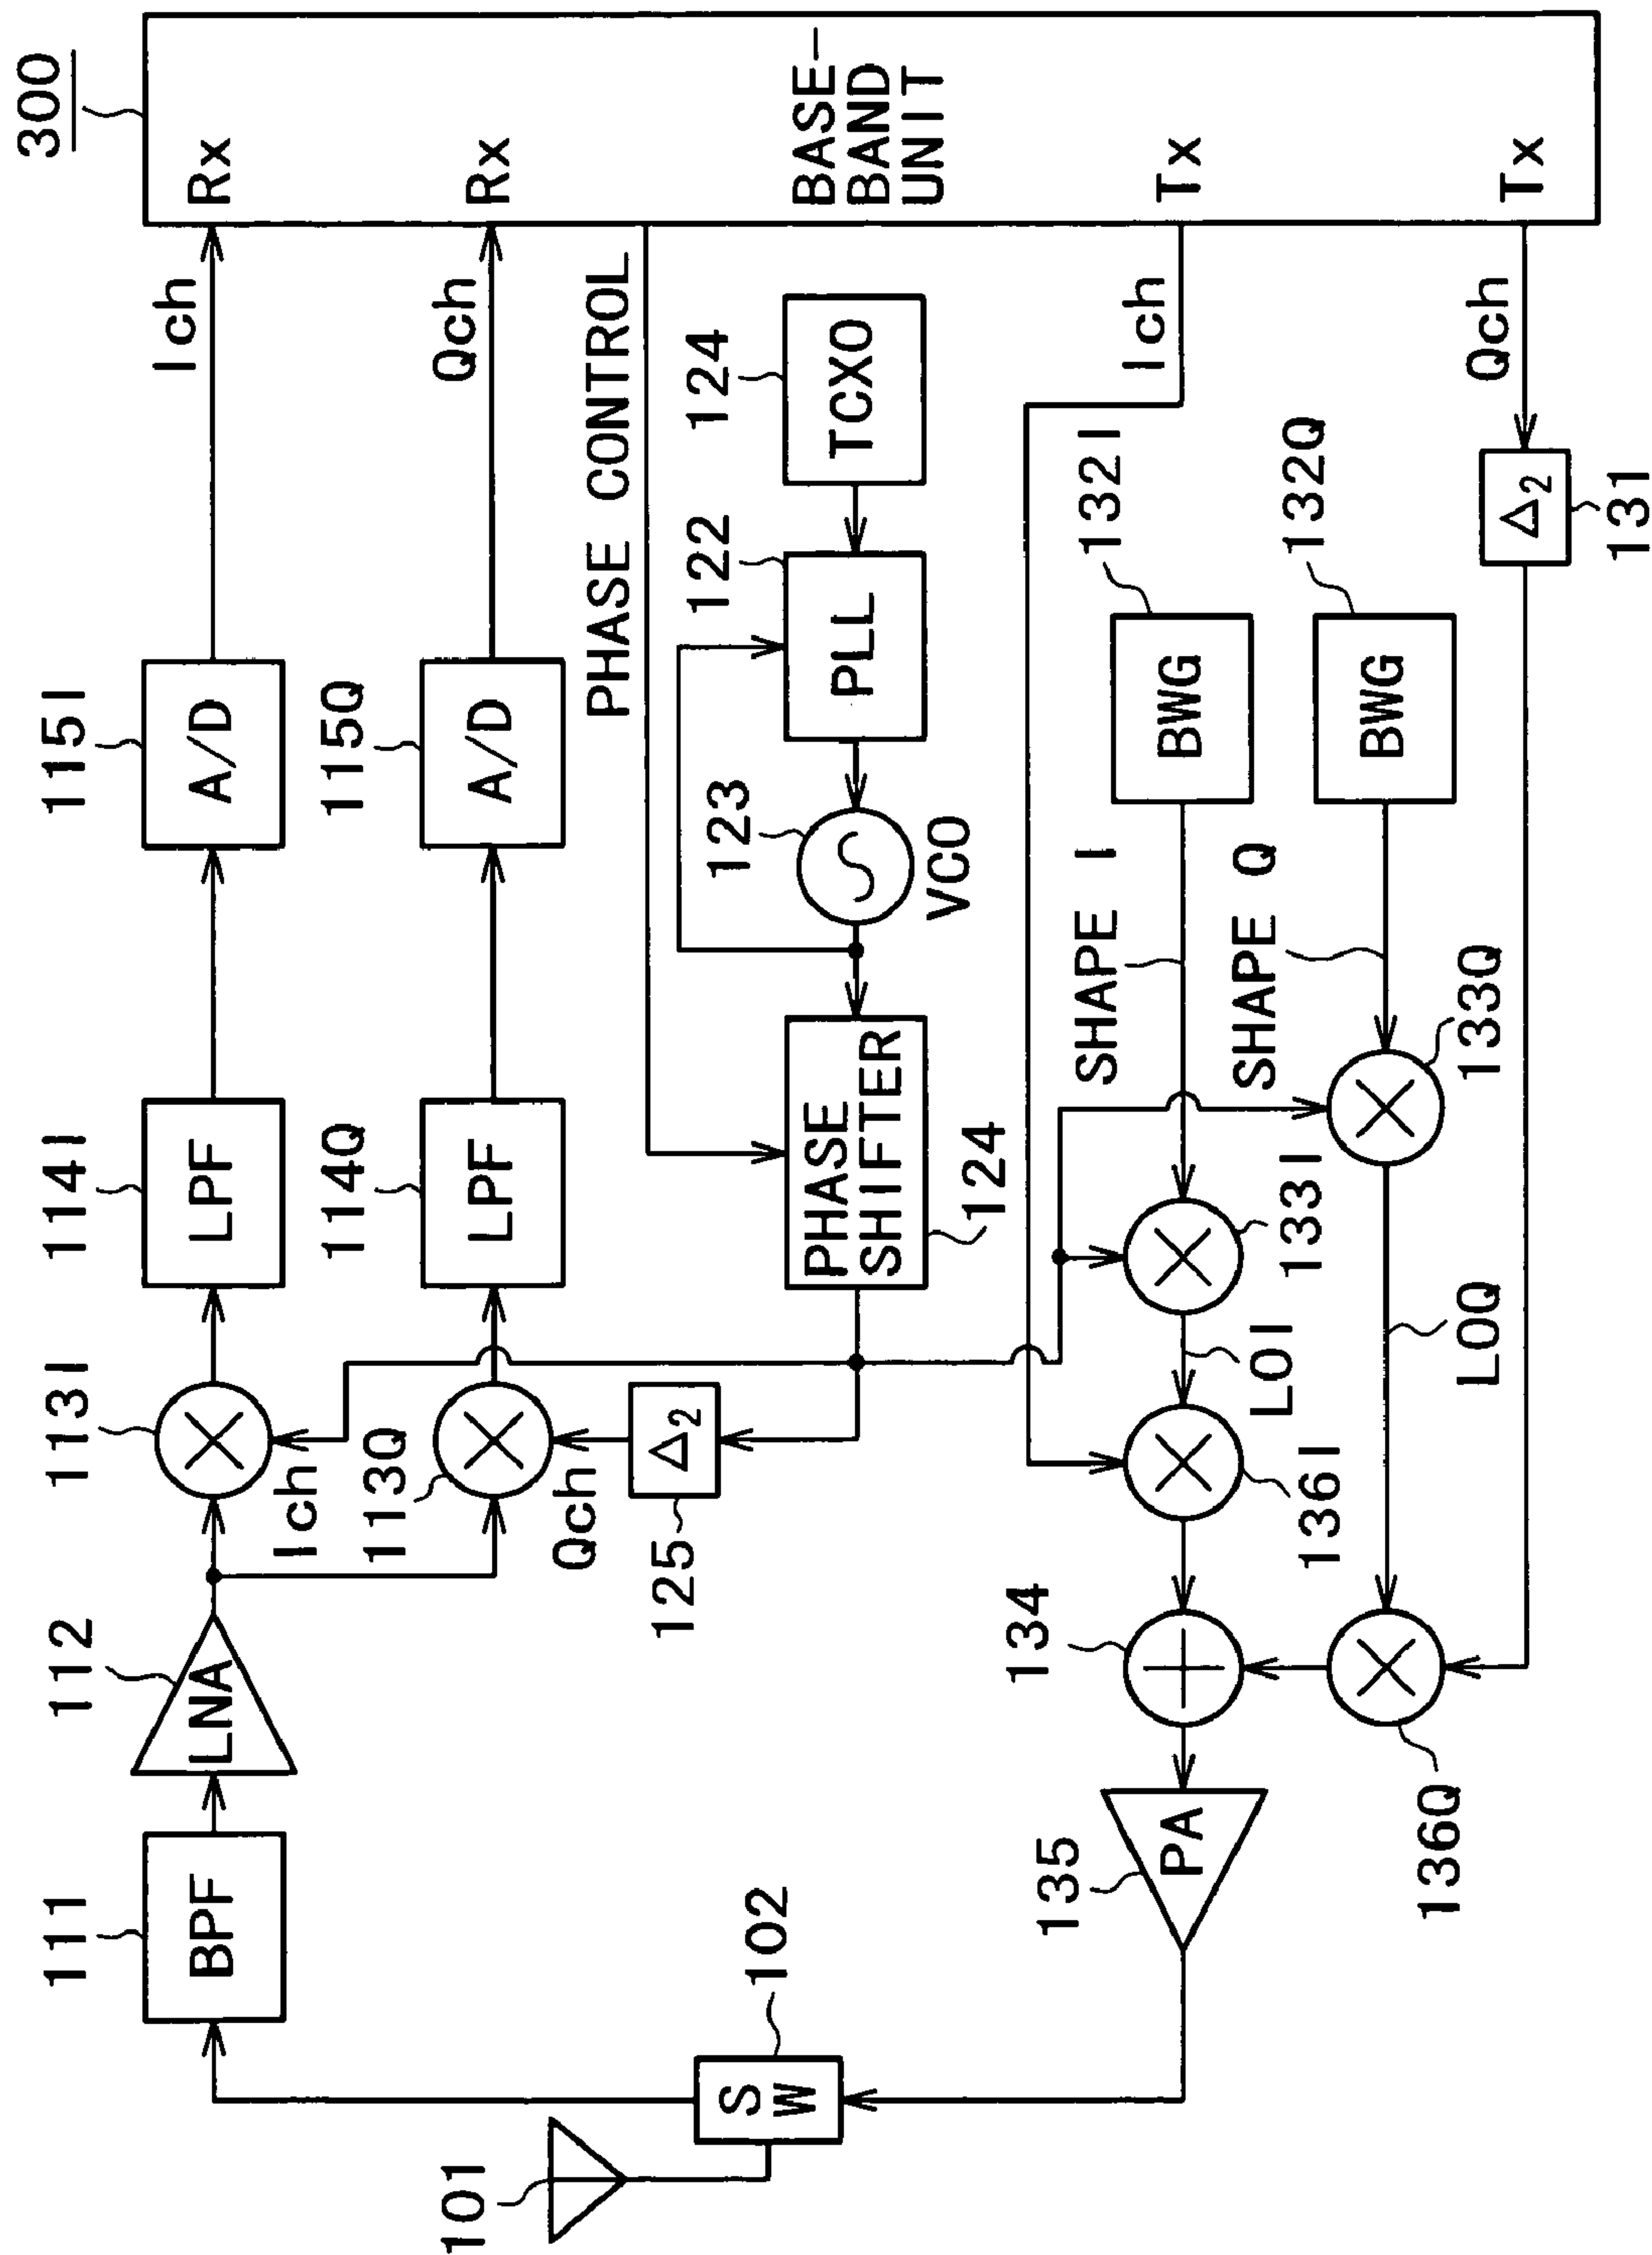 300
Rx
Rx
BASE-
BAND
UNIT
Tx
Tx
Ich
Qch
PHASE CONTROL
Ich
Qch
115I
A/D
115Q
A/D
114I
LPF
114Q
LPF
113I
Ich
113Q
Qch
Δ2
125
112
LNA
111
BPF
124
TCXO
122
PLL
123
VCO
PHASE
SHIFTER
124
132I
BWG
132Q
BWG
Δ2
131
SHAPE I
SHAPE Q
133I
133Q
LOI
LOQ
136I
136Q
134
135
PA
102
SW
101